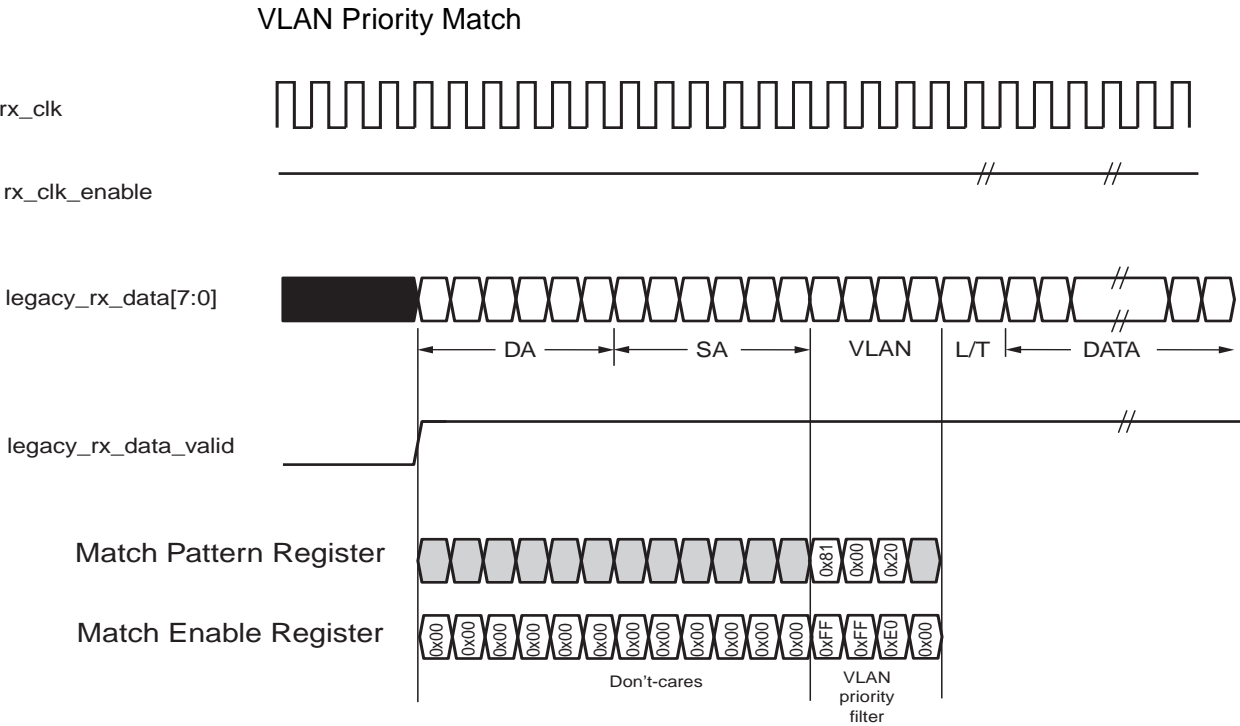 VLAN Priority Match
rx_clk
rx_clk_enable
legacy_rx_data[7:0]
DA SA VLAN L/T DATA
legacy_rx_data_valid
Match Pattern Register
0x81 0x00 0x20
Match Enable Register
0x00 0x00 0x00 0x00 0x00 0x00 0x00 0x00 0x00 0x00 0x00 0x00 0xFF 0xFF 0xE0 0x00
Don't-cares
VLAN
priority
filter